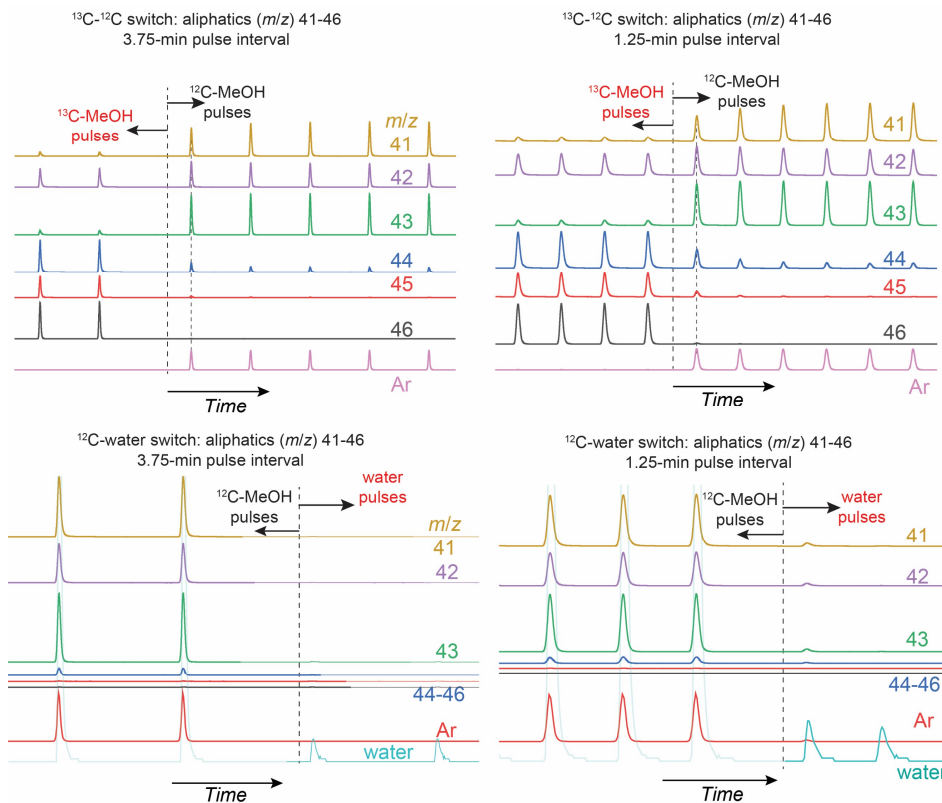 ¹³C-¹²C switch: aliphatics (m/z) 41-46
3.75-min pulse interval
¹²C-MeOH
pulses
¹³C-MeOH
pulses
m/z
41
42
43
44
45
46
Ar
Time
¹³C-¹²C switch: aliphatics (m/z) 41-46
1.25-min pulse interval
¹³C-MeOH
pulses
¹²C-MeOH
pulses
41
42
43
44
45
46
Ar
Time
¹²C-water switch: aliphatics (m/z) 41-46
3.75-min pulse interval
¹²C-MeOH
pulses
water
pulses
m/z
41
42
43
44-46
Ar
water
Time
¹²C-water switch: aliphatics (m/z) 41-46
1.25-min pulse interval
¹²C-MeOH
pulses
water
pulses
41
42
43
44-46
Ar
water
Time